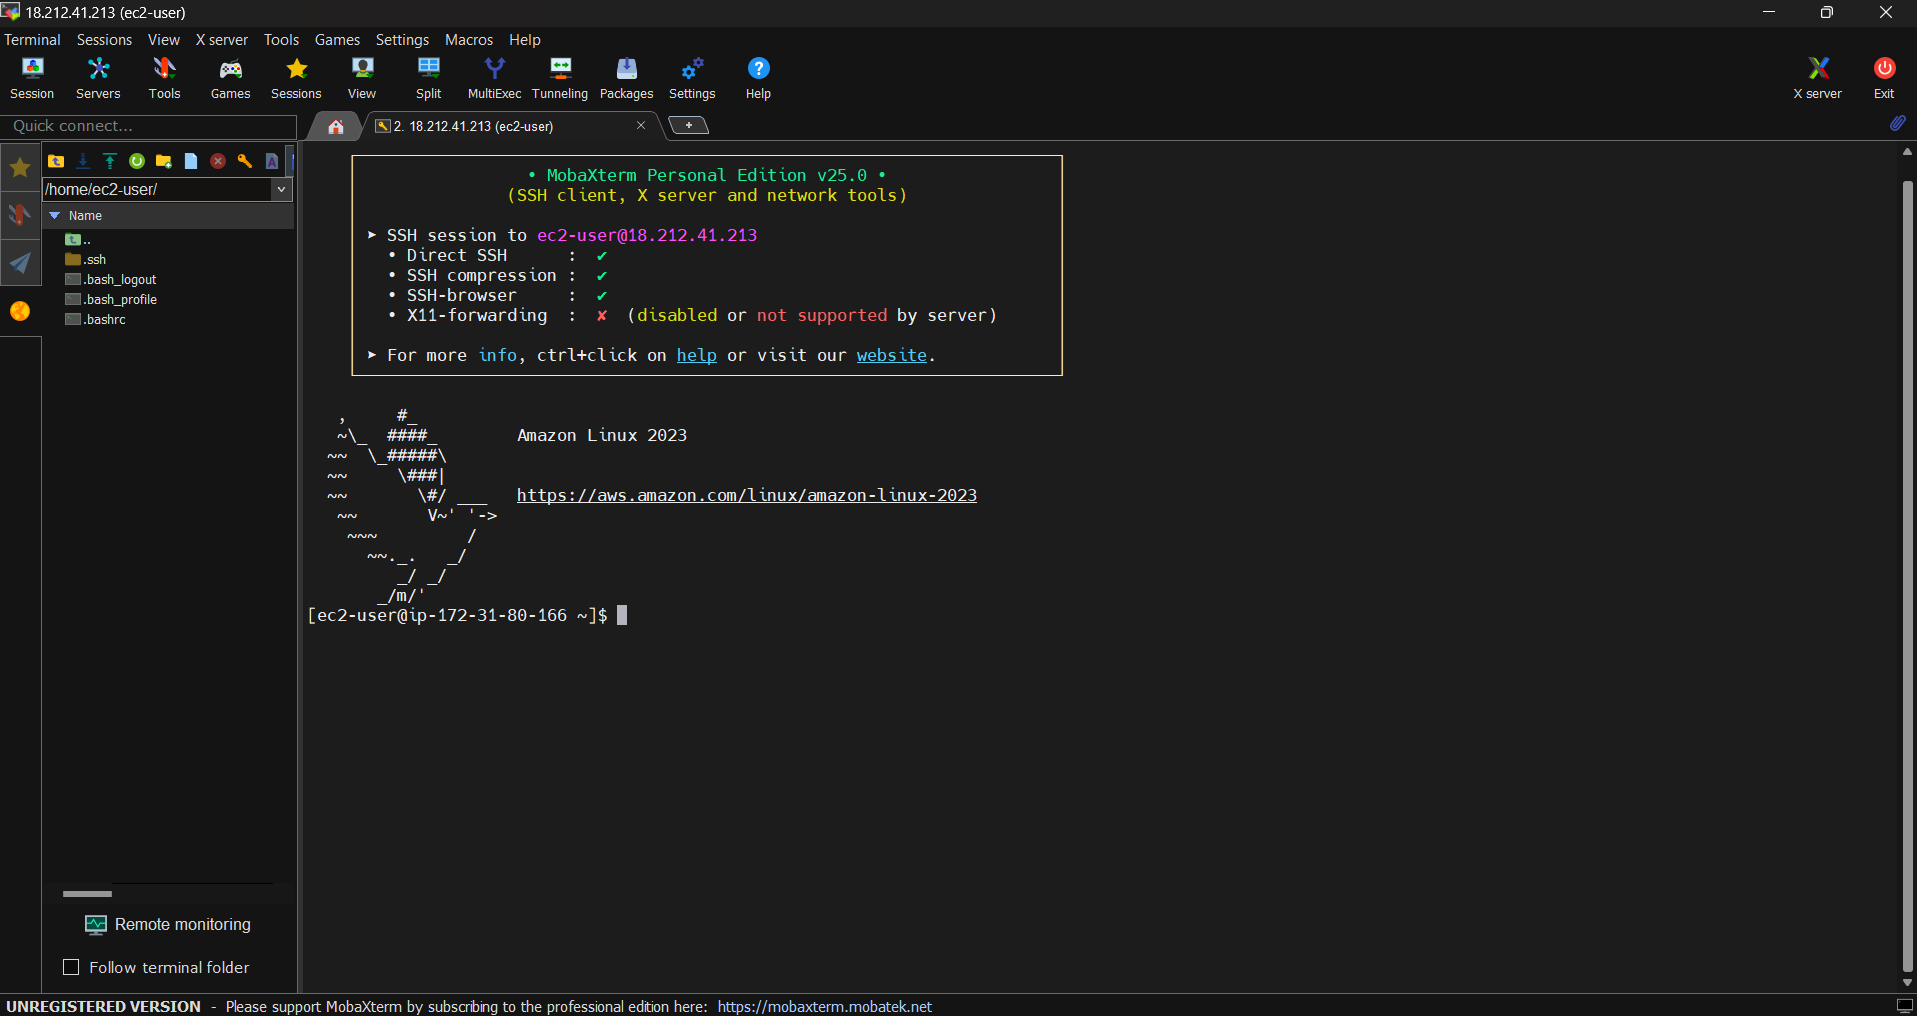 18.212.41.213 (ec2-user)
Terminal Sessions View X server Tools Games Settings Macros Help
Session Servers Tools Games Sessions View Split MultiExec Tunneling Packages Settings Help X server Exit
Quick connect...
2. 18.212.41.213 (ec2-user)
/home/ec2-user/
Name
..
.ssh
.bash_logout
.bash_profile
.bashrc
Remote monitoring
Follow terminal folder
• MobaXterm Personal Edition v25.0 •
(SSH client, X server and network tools)
➤ SSH session to ec2-user@18.212.41.213
• Direct SSH : ✔
• SSH compression : ✔
• SSH-browser : ✔
• X11-forwarding : ✘ (disabled or not supported by server)
➤ For more info, ctrl+click on help or visit our website.
   ,     #_
   ~\_  ####_        Amazon Linux 2023
  ~~  \_#####\
  ~~     \###|
  ~~       \#/ ___   https://aws.amazon.com/linux/amazon-linux-2023
   ~~       V~' '->
    ~~~         /
      ~~._.   _/
         _/ _/
       _/m/'
[ec2-user@ip-172-31-80-166 ~]$
UNREGISTERED VERSION - Please support MobaXterm by subscribing to the professional edition here: https://mobaxterm.mobatek.net